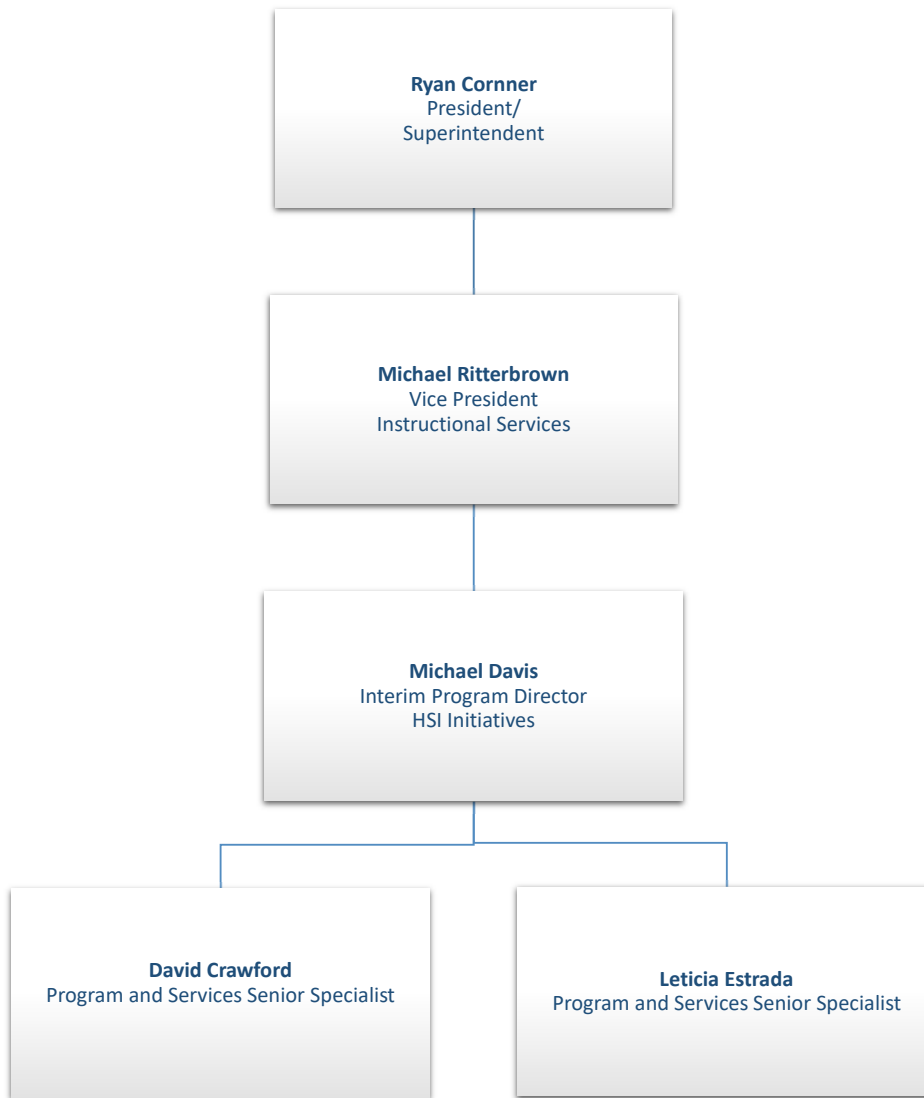 Ryan Cornner
President/
Superintendent
Michael Ritterbrown
Vice President
Instructional Services
Michael Davis
Interim Program Director
HSI Initiatives
David Crawford
Program and Services Senior Specialist
Leticia Estrada
Program and Services Senior Specialist